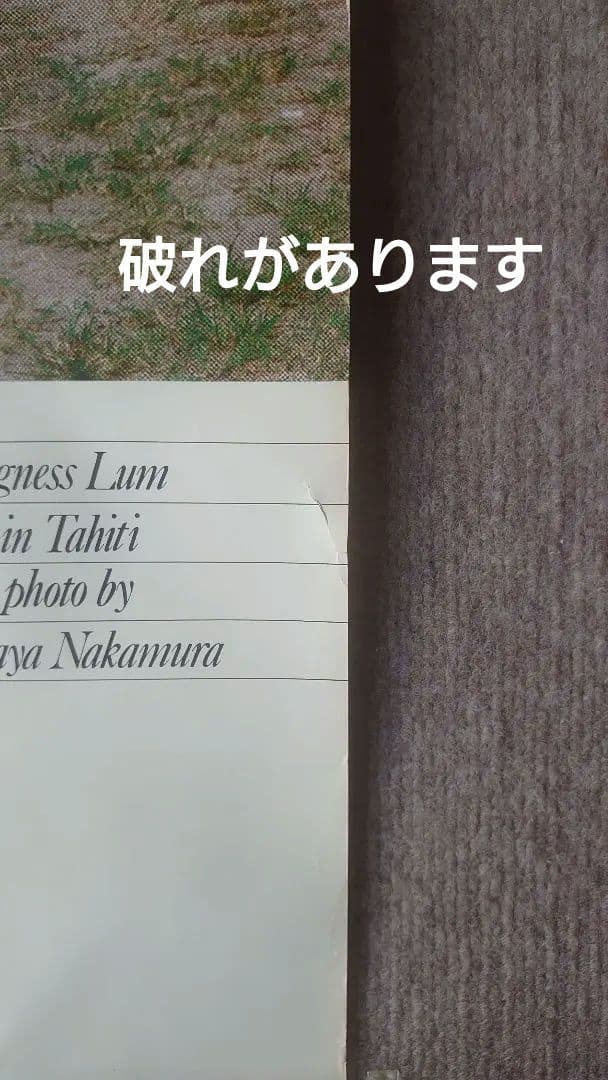 破れがあります
gness Lum
in Tahiti
photo by
aya Nakamura